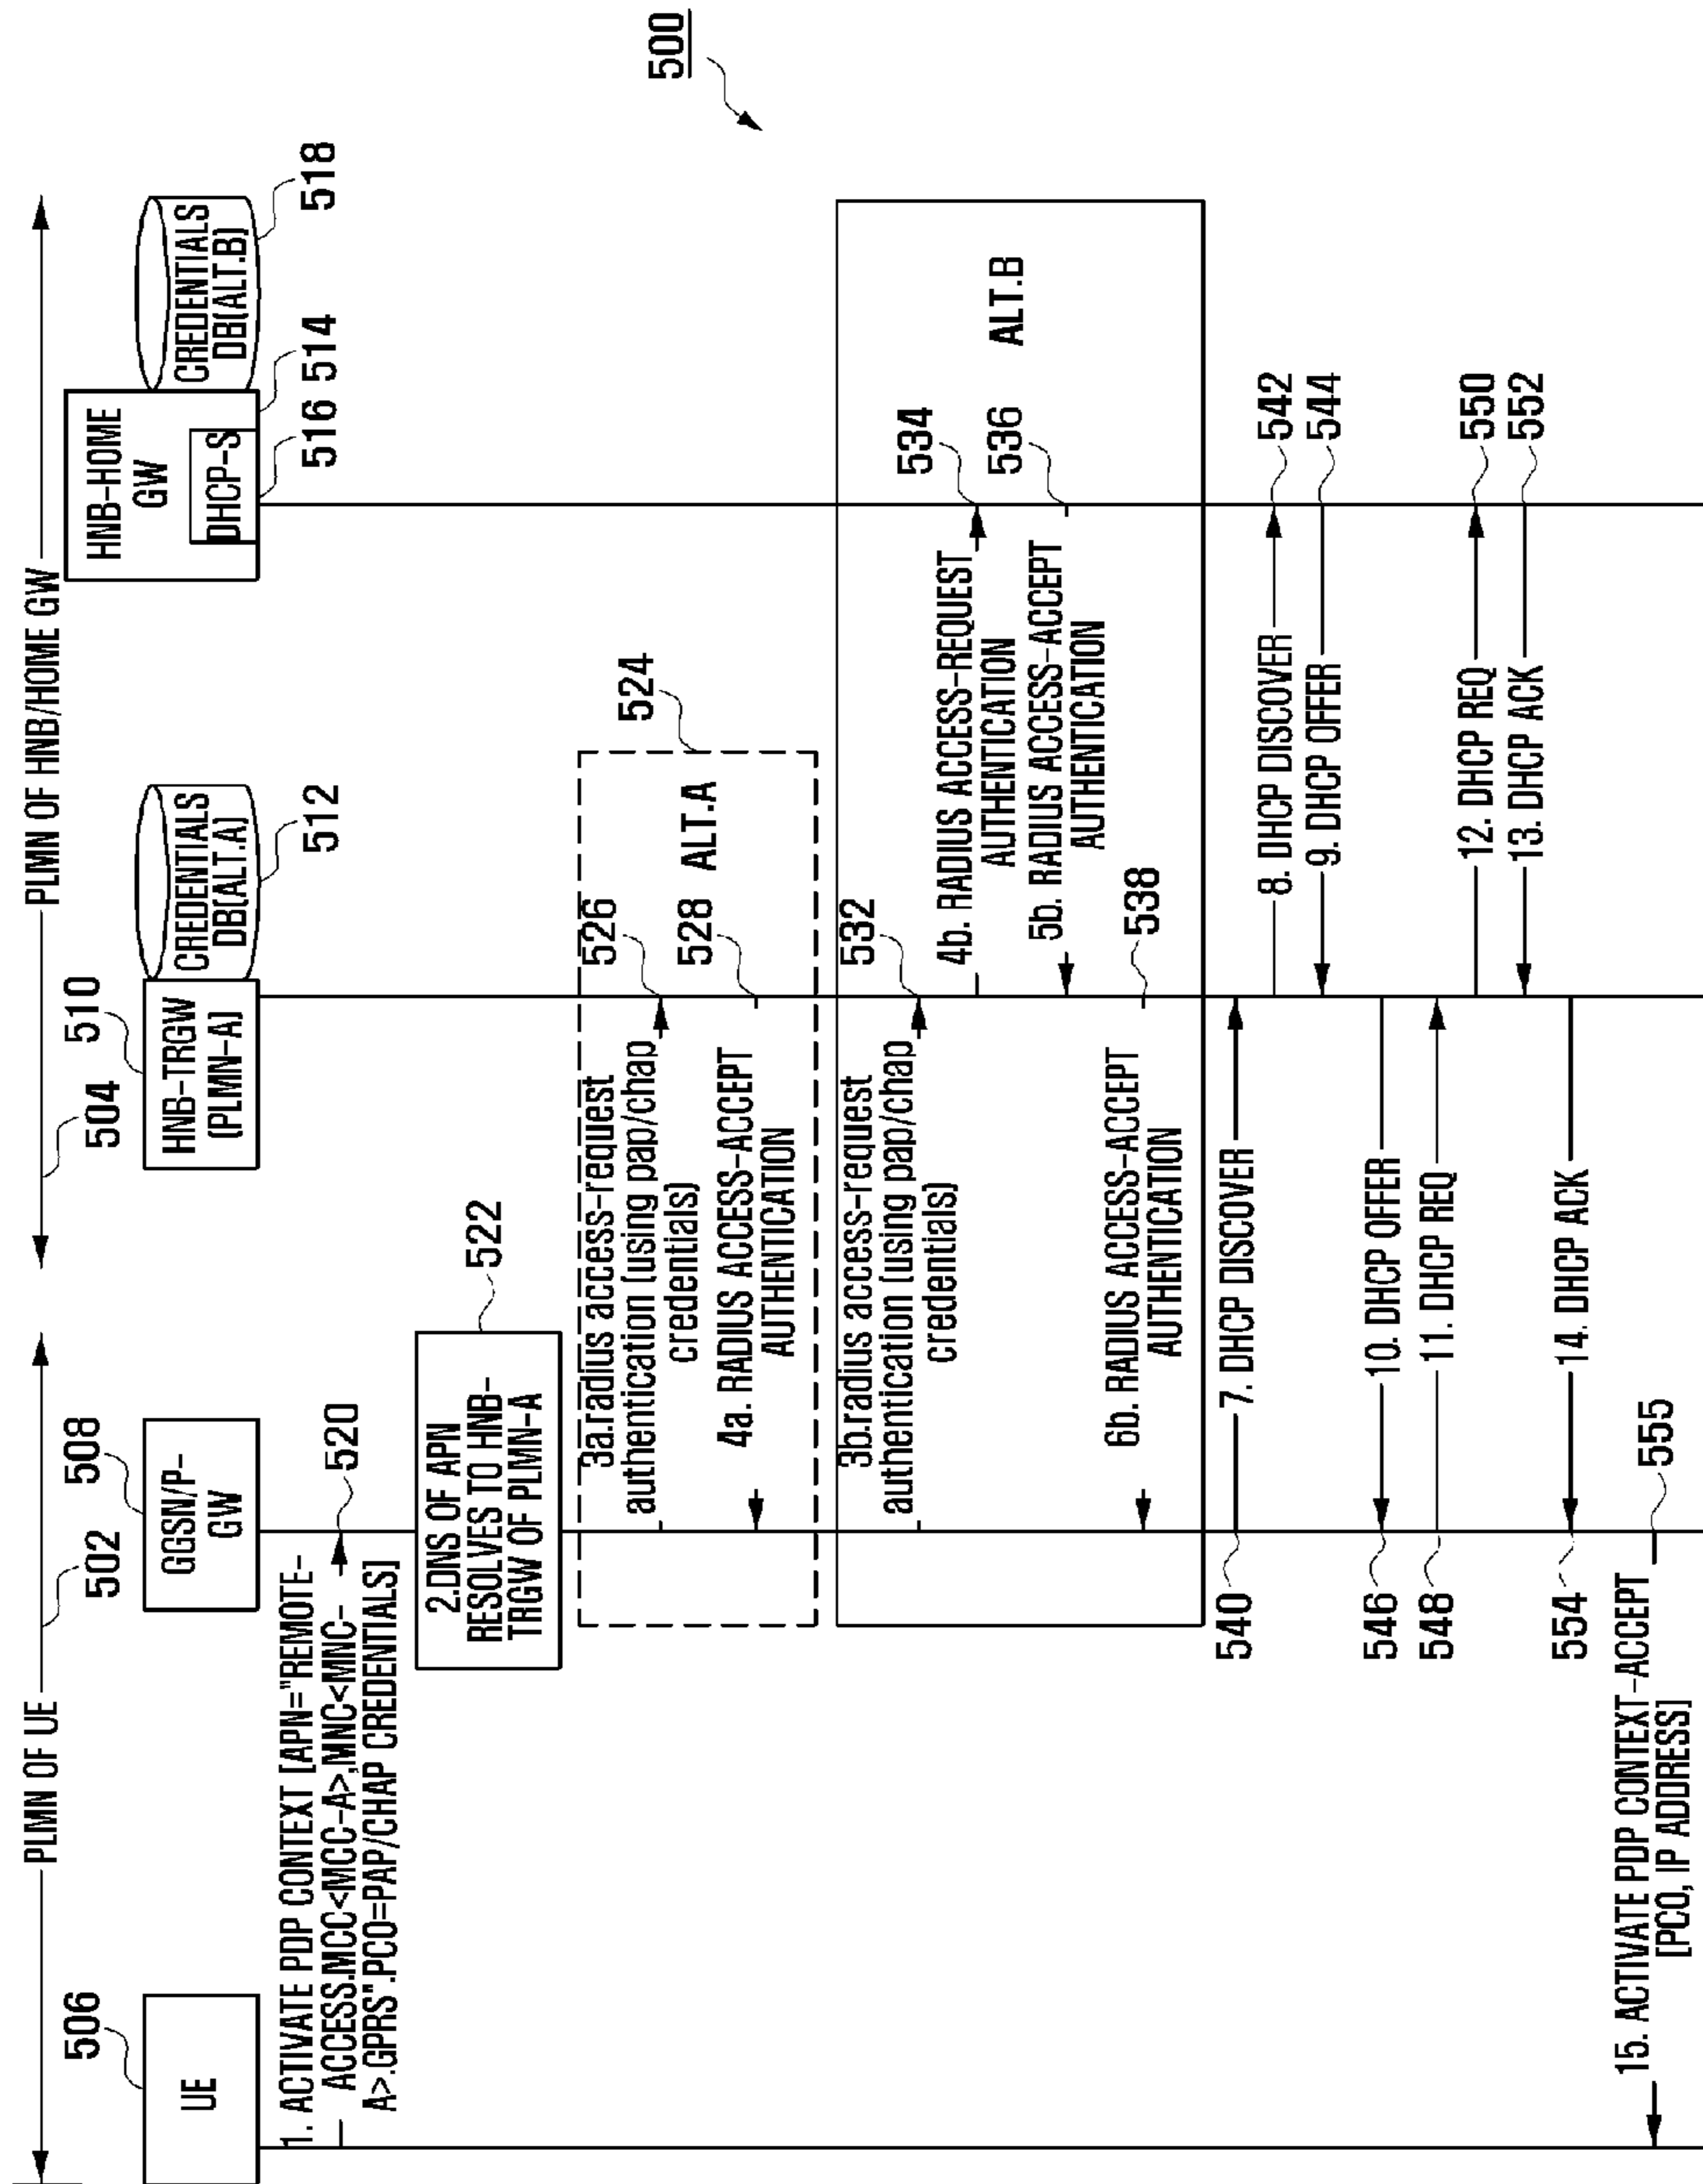 500
PLMN OF UE
502
PLMN OF HNB/HOME GW
504
506
UE
508
GGSN/P-
GW
510
HNB-TRGW
(PLMN-A)
CREDENTIALS
DB(ALT.A)
512
HNB-HOME
GW
DHCP-S
516
514
CREDENTIALS
DB(ALT.B)
518
1. ACTIVATE PDP CONTEXT [APN="REMOTE-
ACCESS.MCC<MCC-A>,MNC<MNC-
A>.GPRS".PCO=PAP/CHAP CREDENTIALS]
520
2.DNS OF APN
RESOLVES TO HNB-
TRGW OF PLMN-A
522
524
3a.radius access-request
authentication (using pap/chap
credentials)
526
4a. RADIUS ACCESS-ACCEPT
AUTHENTICATION
528
ALT.A
3b.radius access-request
authentication (using pap/chap
credentials)
532
4b. RADIUS ACCESS-REQUEST
AUTHENTICATION
534
5b. RADIUS ACCESS-ACCEPT
AUTHENTICATION
536
ALT.B
6b. RADIUS ACCESS-ACCEPT
AUTHENTICATION
538
540
7. DHCP DISCOVER
8. DHCP DISCOVER
542
9. DHCP OFFER
544
546
10. DHCP OFFER
548
11. DHCP REQ
12. DHCP REQ
550
13. DHCP ACK
552
554
14. DHCP ACK
15. ACTIVATE PDP CONTEXT-ACCEPT
[PCO, IP ADDRESS]
555